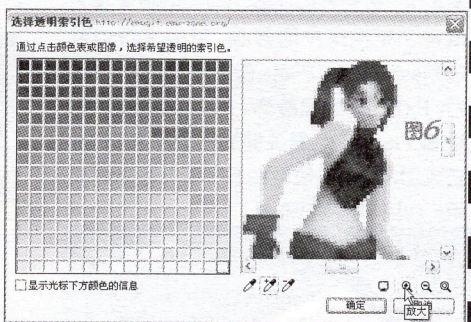 选择透明索引色
通过点击颜色表或图像，选择希望透明的索引色。
图6
显示光标下方颜色的信息
确定
放大